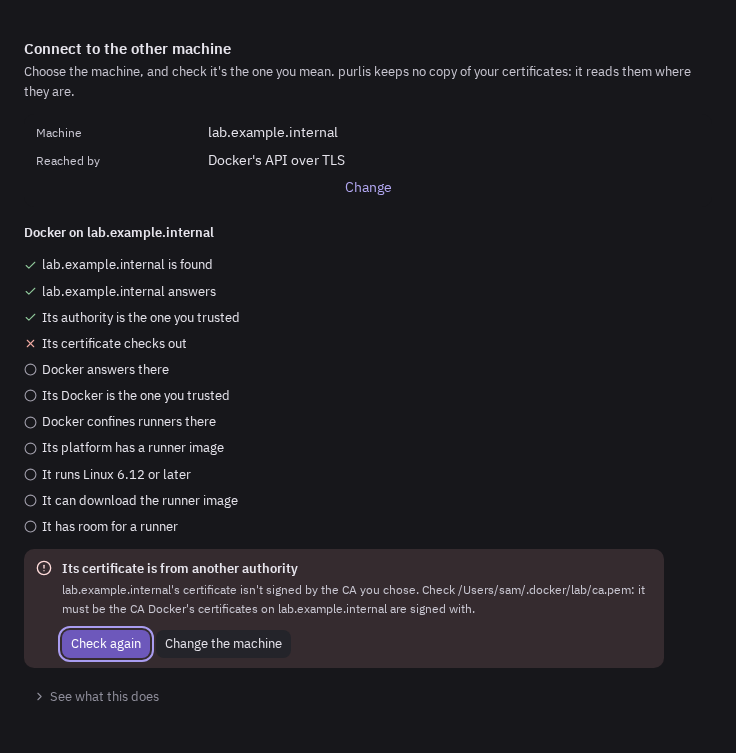 Connect to the other machine
Choose the machine, and check it's the one you mean. purlis keeps no copy of your certificates: it reads them where
they are.
Machine lab.example.internal
Reached by Docker's API over TLS
Change
Docker on lab.example.internal
lab.example.internal is found
lab.example.internal answers
Its authority is the one you trusted
Its certificate checks out
Docker answers there
Its Docker is the one you trusted
Docker confines runners there
Its platform has a runner image
It runs Linux 6.12 or later
It can download the runner image
It has room for a runner
Its certificate is from another authority
lab.example.internal's certificate isn't signed by the CA you chose. Check /Users/sam/.docker/lab/ca.pem: it
must be the CA Docker's certificates on lab.example.internal are signed with.
Check again Change the machine
See what this does